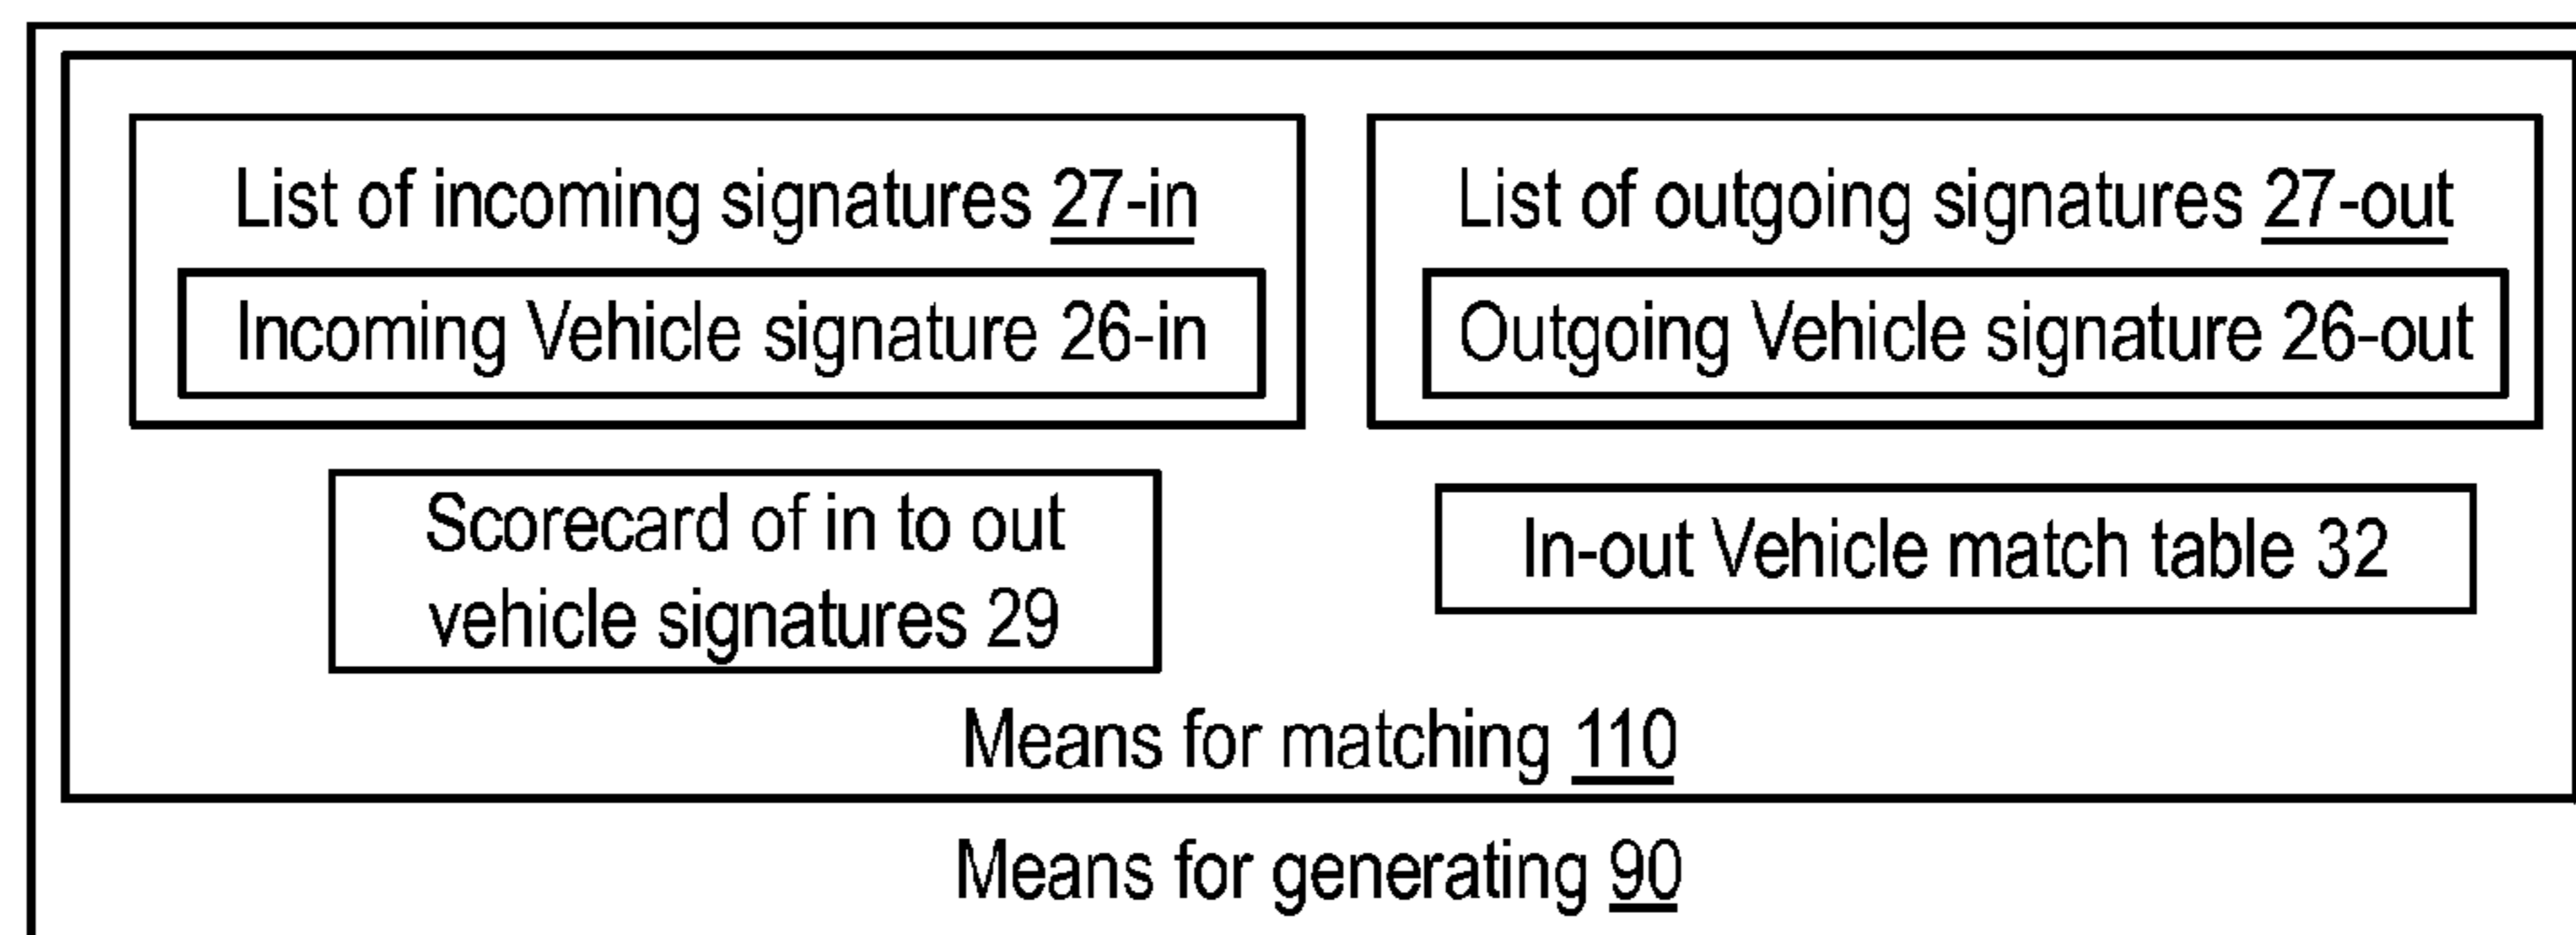 List of incoming signatures 27-in
Incoming Vehicle signature 26-in
List of outgoing signatures 27-out
Outgoing Vehicle signature 26-out
Scorecard of in to out
vehicle signatures 29
In-out Vehicle match table 32
Means for matching 110
Means for generating 90